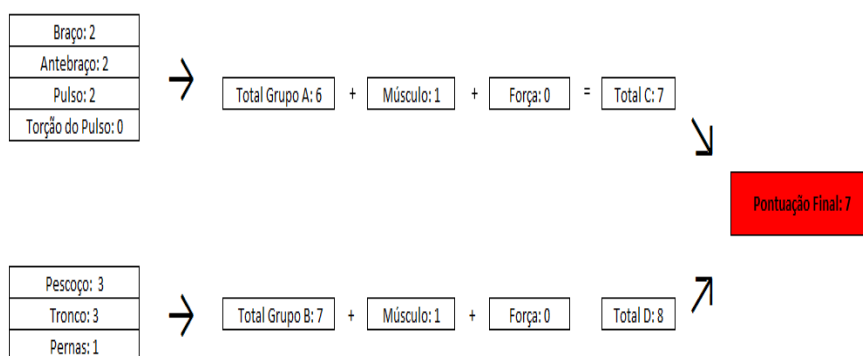 Braço: 2
Antebraço: 2
Pulso: 2
Torção do Pulso: 0
Total Grupo A: 6 + Músculo: 1 + Força: 0 = Total C: 7
Pontuação Final: 7
Pescoço: 3
Tronco: 3
Pernas: 1
Total Grupo B: 7 + Músculo: 1 + Força: 0 Total D: 8